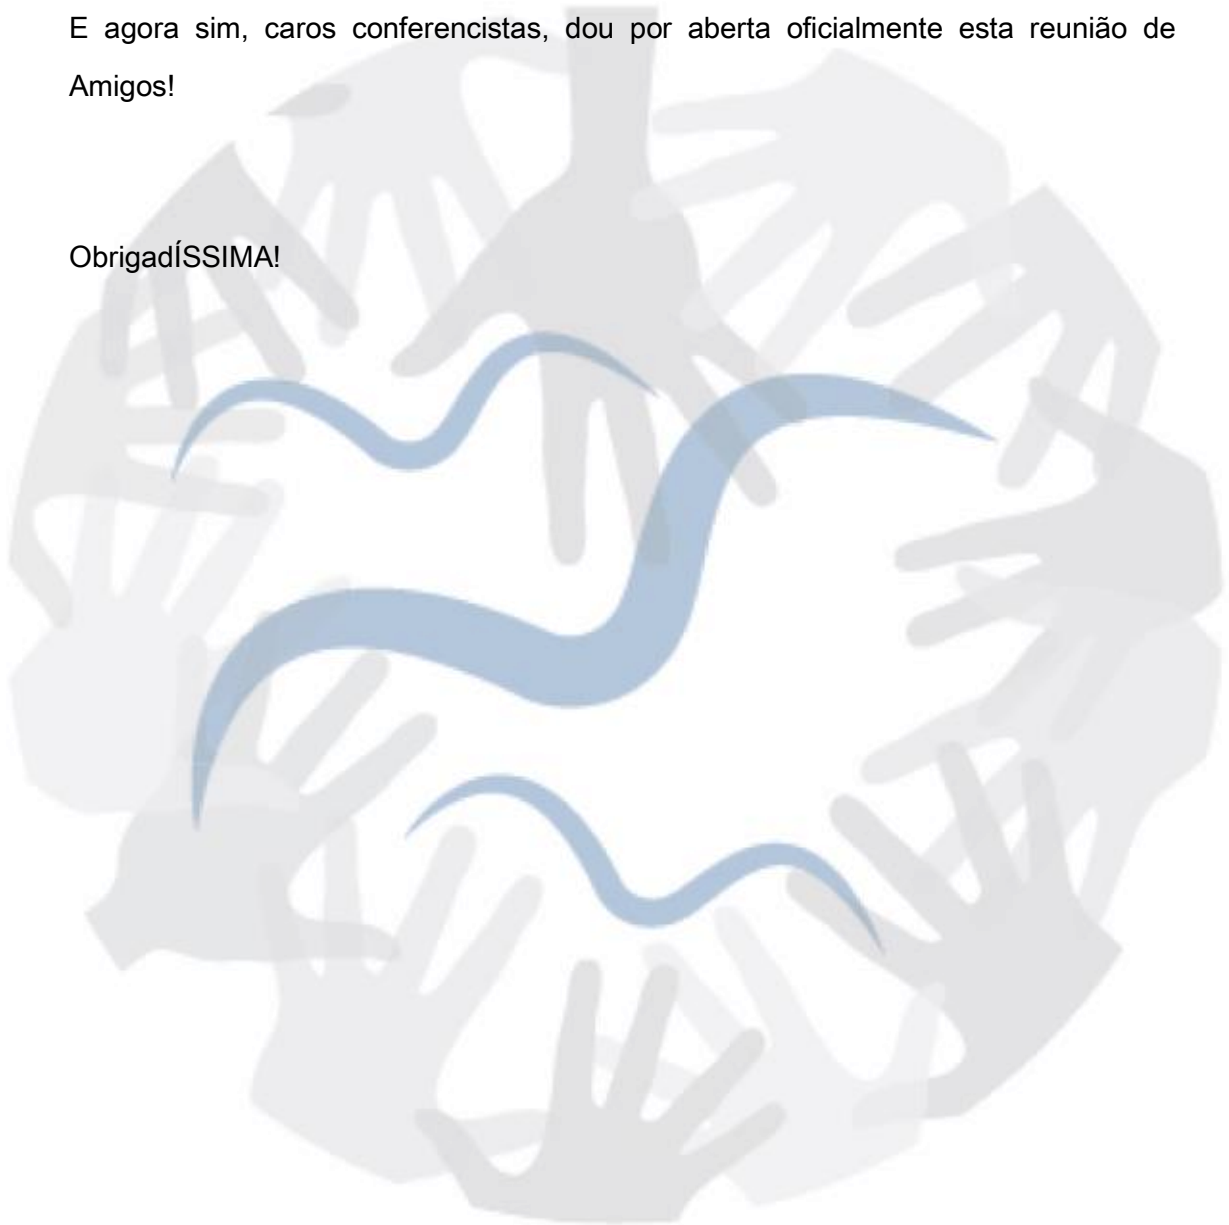 E agora sim, caros conferencistas, dou por aberta oficialmente esta reunião de
Amigos!
ObrigadÍSSIMA!